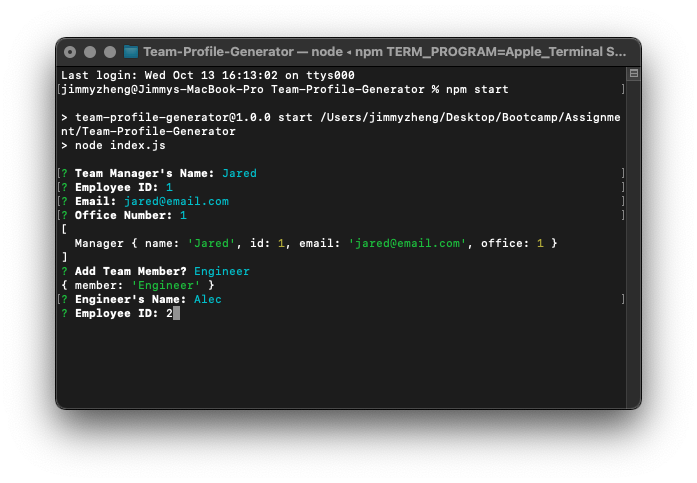 Team-Profile-Generator — node ◂ npm TERM_PROGRAM=Apple_Terminal S...
Last login: Wed Oct 13 16:13:02 on ttys000
[jimmyzheng@Jimmys-MacBook-Pro Team-Profile-Generator % npm start ]
> team-profile-generator@1.0.0 start /Users/jimmyzheng/Desktop/Bootcamp/Assignme
nt/Team-Profile-Generator
> node index.js
[? Team Manager's Name: Jared ]
[? Employee ID: 1 ]
[? Email: jared@email.com ]
[? Office Number: 1 ]
[
  Manager { name: 'Jared', id: 1, email: 'jared@email.com', office: 1 }
]
? Add Team Member? Engineer
{ member: 'Engineer' }
[? Engineer's Name: Alec ]
? Employee ID: 2